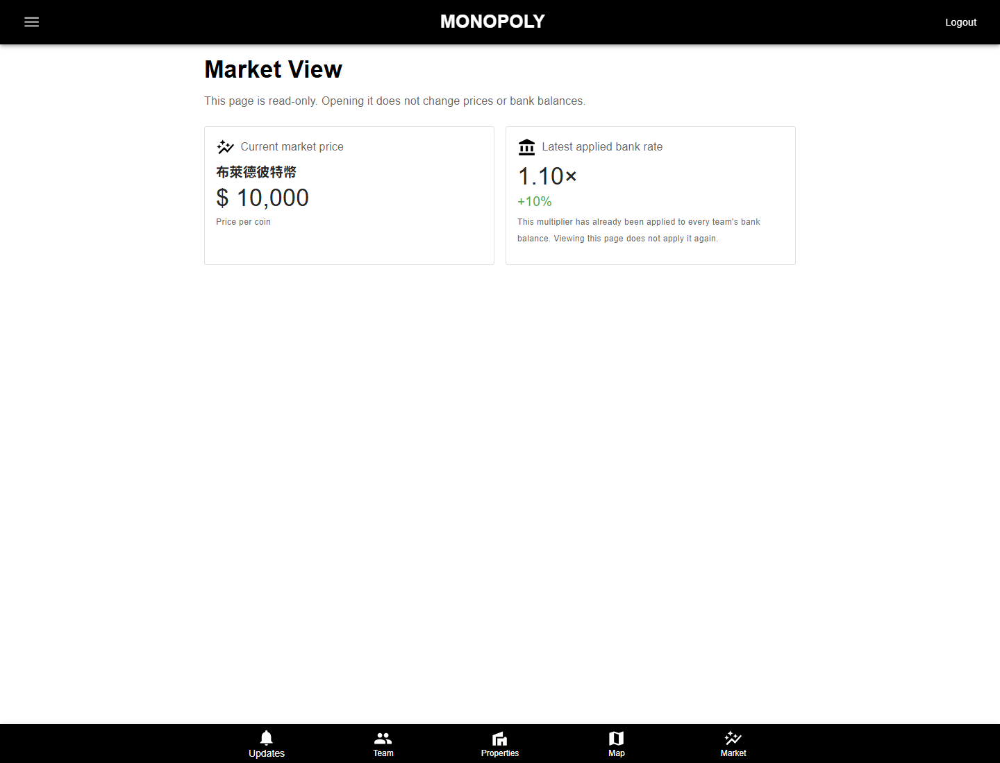 MONOPOLY
Logout
Market View
This page is read-only. Opening it does not change prices or bank balances.
Current market price
布萊德彼特幣
$ 10,000
Price per coin
Latest applied bank rate
1.10×
+10%
This multiplier has already been applied to every team's bank
balance. Viewing this page does not apply it again.
Updates
Team
Properties
Map
Market